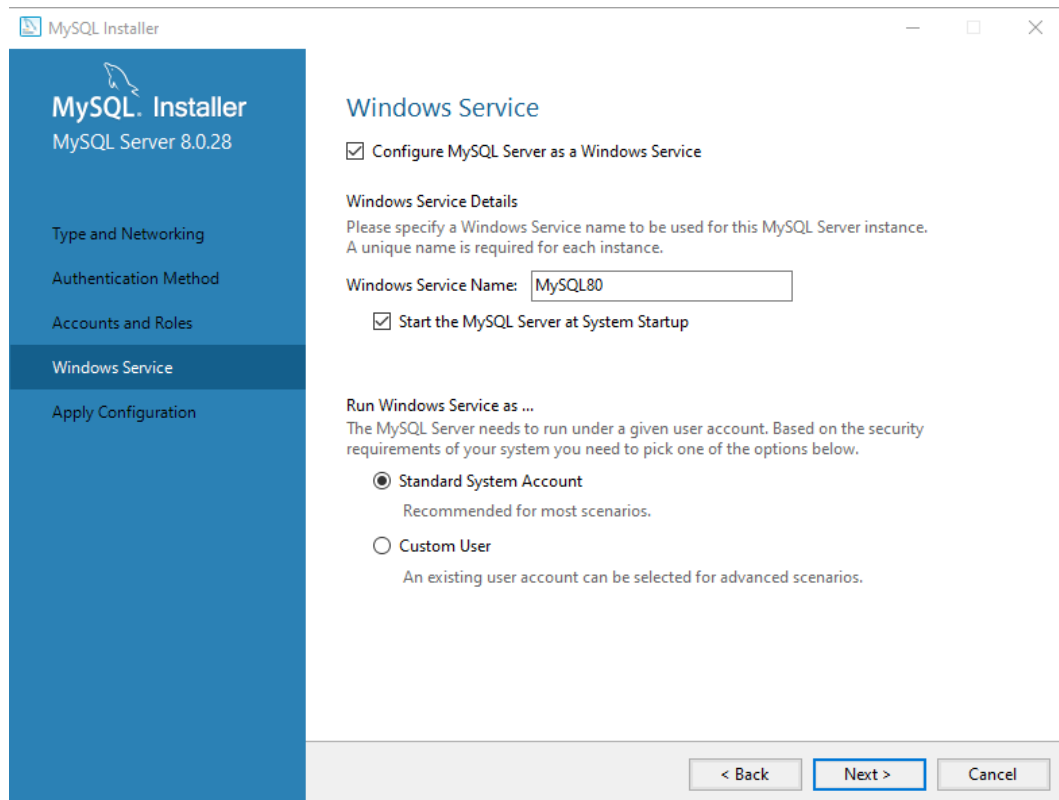 MySQL Installer
MySQL. Installer
MySQL Server 8.0.28
Type and Networking
Authentication Method
Accounts and Roles
Windows Service
Apply Configuration
Windows Service
Configure MySQL Server as a Windows Service
Windows Service Details
Please specify a Windows Service name to be used for this MySQL Server instance.
A unique name is required for each instance.
Windows Service Name: MySQL80
Start the MySQL Server at System Startup
Run Windows Service as ...
The MySQL Server needs to run under a given user account. Based on the security
requirements of your system you need to pick one of the options below.
Standard System Account
Recommended for most scenarios.
Custom User
An existing user account can be selected for advanced scenarios.
< Back Next > Cancel